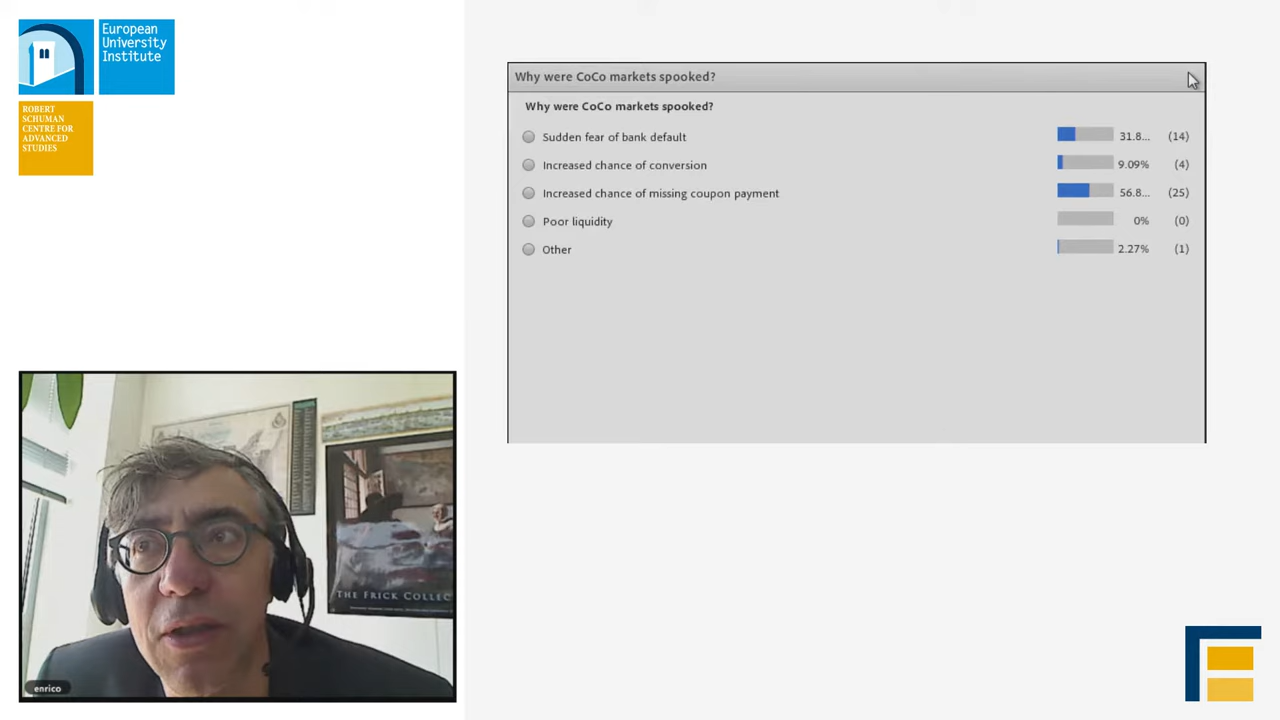 European
University
Institute
ROBERT
SCHUMAN
CENTRE FOR
ADVANCED
STUDIES
Why were CoCo markets spooked?
Why were CoCo markets spooked?
Sudden fear of bank default 31.8... (14)
Increased chance of conversion 9.09% (4)
Increased chance of missing coupon payment 56.8... (25)
Poor liquidity 0% (0)
Other 2.27% (1)
THE FRICK COLLEC
enrico